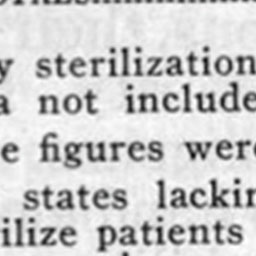 y sterilization
a not include
e figures were
states lackin
ilize patients